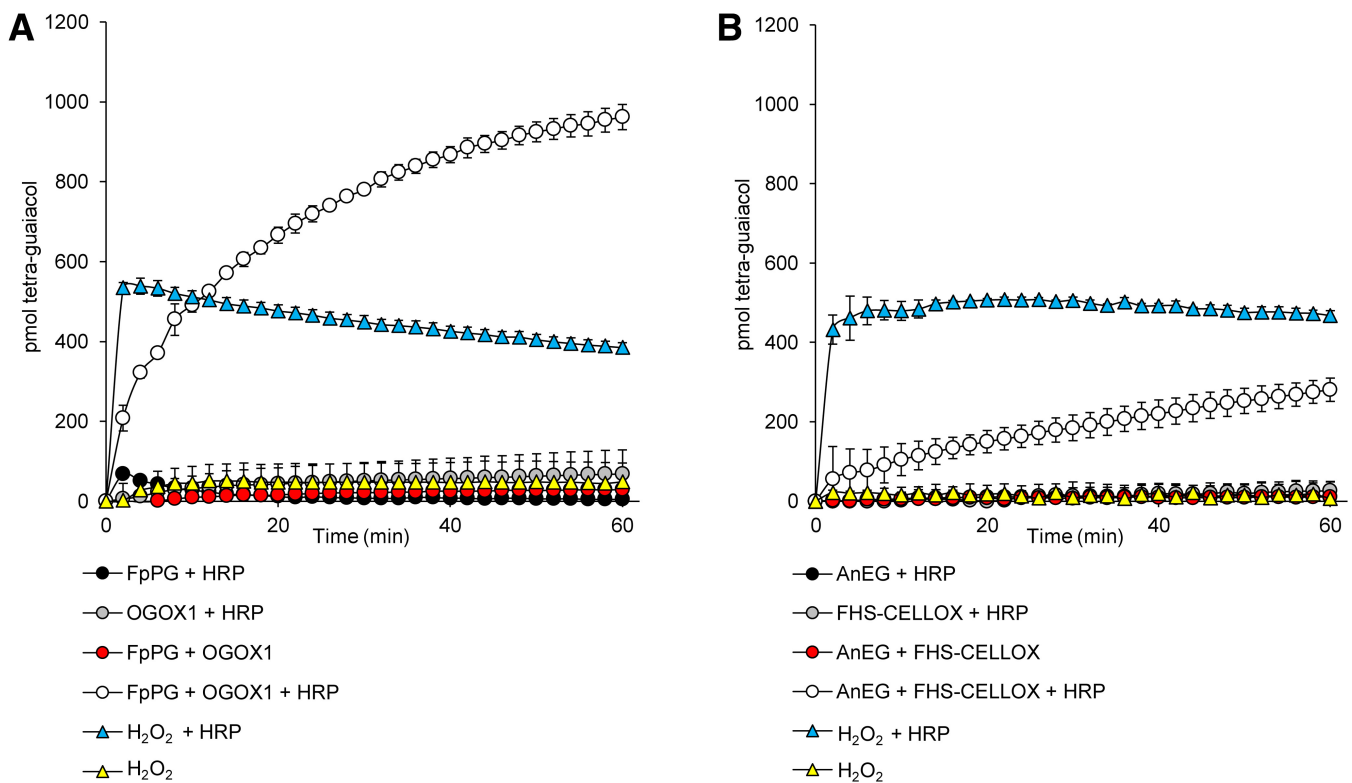 A
1200
1000
800
600
400
200
0
pmol tetra-guaiacol
0
20
40
60
Time (min)
FpPG + HRP
OGOX1 + HRP
FpPG + OGOX1
FpPG + OGOX1 + HRP
H₂O₂ + HRP
H₂O₂
B
1200
1000
800
600
400
200
0
pmol tetra-guaiacol
0
20
40
60
Time (min)
AnEG + HRP
FHS-CELLOX + HRP
AnEG + FHS-CELLOX
AnEG + FHS-CELLOX + HRP
H₂O₂ + HRP
H₂O₂